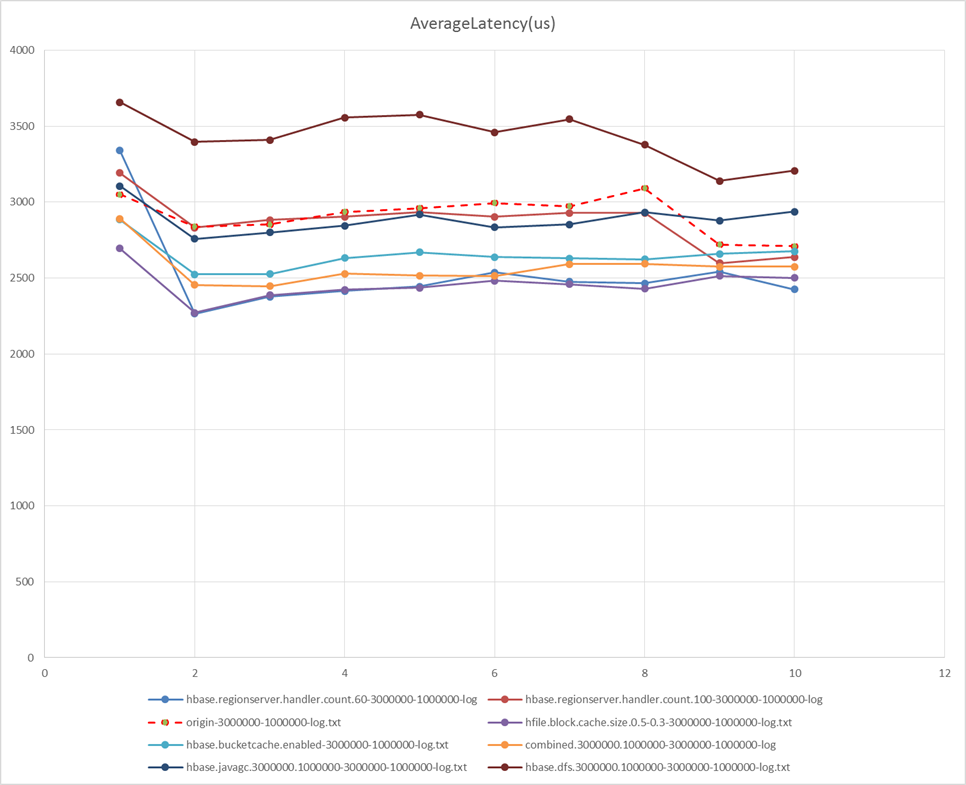 AverageLatency(us)
4000
3500
3000
2500
2000
1500
1000
500
0
0 2 4 6 8 10 12
hbase.regionserver.handler.count.60-3000000-1000000-log hbase.regionserver.handler.count.100-3000000-1000000-log
origin-3000000-1000000-log.txt hfile.block.cache.size.0.5-0.3-3000000-1000000-log.txt
hbase.bucketcache.enabled-3000000-1000000-log.txt combined.3000000.1000000-3000000-1000000-log
hbase.javagc.3000000.1000000-3000000-1000000-log.txt hbase.dfs.3000000.1000000-3000000-1000000-log.txt